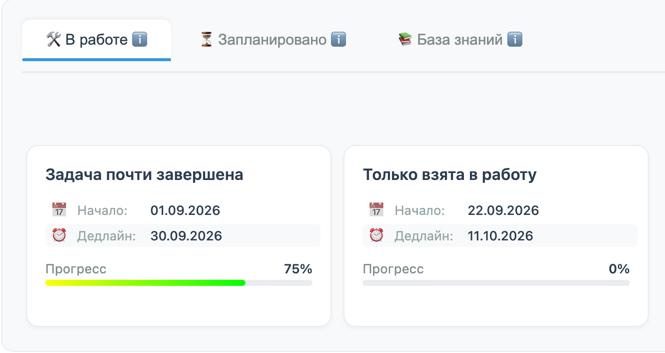 🛠 В работе ℹ️ ⏳ Запланировано ℹ️ 📚 База знаний ℹ️
Задача почти завершена
📅 Начало: 01.09.2026
⏰ Дедлайн: 30.09.2026
Прогресс 75%
Только взята в работу
📅 Начало: 22.09.2026
⏰ Дедлайн: 11.10.2026
Прогресс 0%